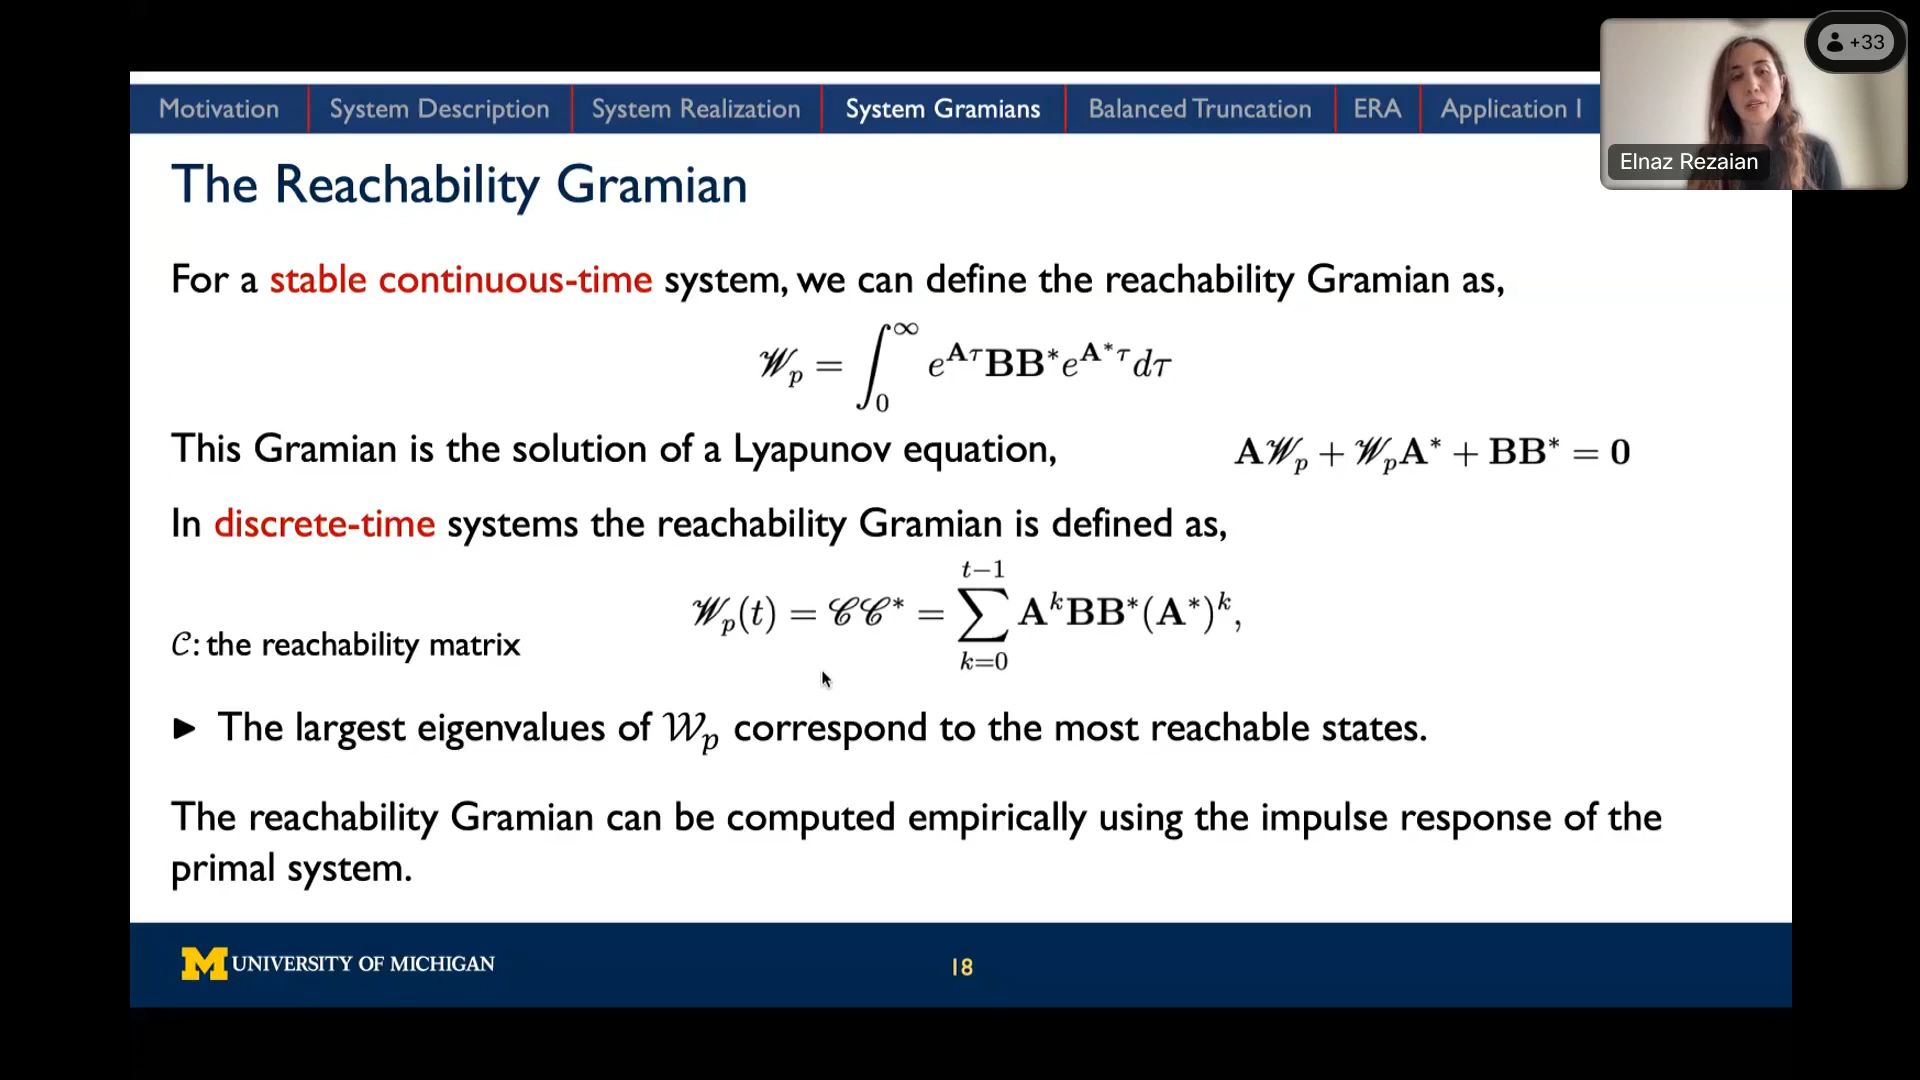 +33
Elnaz Rezaian
Motivation System Description System Realization System Gramians Balanced Truncation ERA Application I
The Reachability Gramian
For a stable continuous-time system, we can define the reachability Gramian as,
𝒲_p = ∫_0^∞ e^{𝐀τ}𝐁𝐁*e^{𝐀*τ}dτ
This Gramian is the solution of a Lyapunov equation, 𝐀𝒲_p + 𝒲_p𝐀* + 𝐁𝐁* = 𝟎
In discrete-time systems the reachability Gramian is defined as,
𝒲_p(t) = 𝒞𝒞* = ∑_{k=0}^{t−1} 𝐀^k𝐁𝐁*(𝐀*)^k,
𝒞: the reachability matrix
► The largest eigenvalues of 𝒲_p correspond to the most reachable states.
The reachability Gramian can be computed empirically using the impulse response of the
primal system.
M UNIVERSITY OF MICHIGAN
18